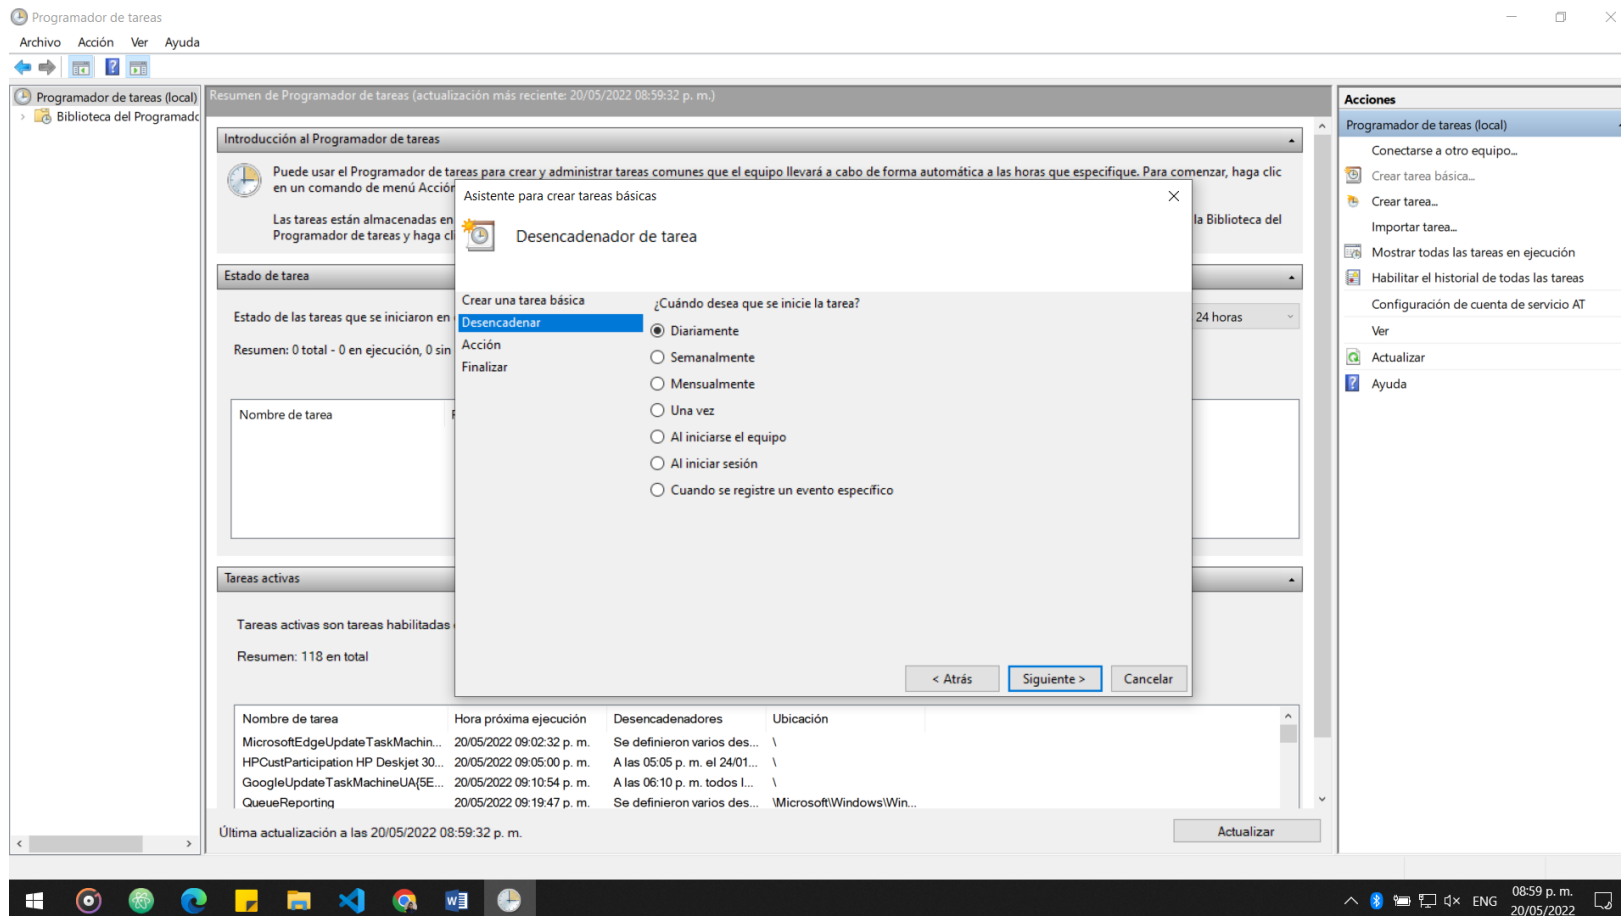 Programador de tareas
Archivo Acción Ver Ayuda
Programador de tareas (local)
Biblioteca del Programadc
Resumen de Programador de tareas (actualización más reciente: 20/05/2022 08:59:32 p. m.)
Introducción al Programador de tareas
Puede usar el Programador de tareas para crear y administrar tareas comunes que el equipo llevará a cabo de forma automática a las horas que especifique. Para comenzar, haga clic
en un comando de menú Acción
Las tareas están almacenadas en
la Biblioteca del
Programador de tareas y haga cli
Estado de tarea
Estado de las tareas que se iniciaron en
24 horas
Resumen: 0 total - 0 en ejecución, 0 sin
Nombre de tarea
Tareas activas
Tareas activas son tareas habilitadas
Resumen: 118 en total
Nombre de tarea Hora próxima ejecución Desencadenadores Ubicación
MicrosoftEdgeUpdateTaskMachin... 20/05/2022 09:02:32 p. m. Se definieron varios des... \
HPCustParticipation HP Deskjet 30... 20/05/2022 09:05:00 p. m. A las 05:05 p. m. el 24/01... \
GoogleUpdateTaskMachineUA{5E... 20/05/2022 09:10:54 p. m. A las 06:10 p. m. todos l... \
QueueReporting 20/05/2022 09:19:47 p. m. Se definieron varios des... \Microsoft\Windows\Win...
Última actualización a las 20/05/2022 08:59:32 p. m.
Actualizar
Asistente para crear tareas básicas
Desencadenador de tarea
Crear una tarea básica
Desencadenar
Acción
Finalizar
¿Cuándo desea que se inicie la tarea?
Diariamente
Semanalmente
Mensualmente
Una vez
Al iniciarse el equipo
Al iniciar sesión
Cuando se registre un evento específico
< Atrás Siguiente > Cancelar
Acciones
Programador de tareas (local)
Conectarse a otro equipo...
Crear tarea básica...
Crear tarea...
Importar tarea...
Mostrar todas las tareas en ejecución
Habilitar el historial de todas las tareas
Configuración de cuenta de servicio AT
Ver
Actualizar
Ayuda
ENG
08:59 p. m.
20/05/2022